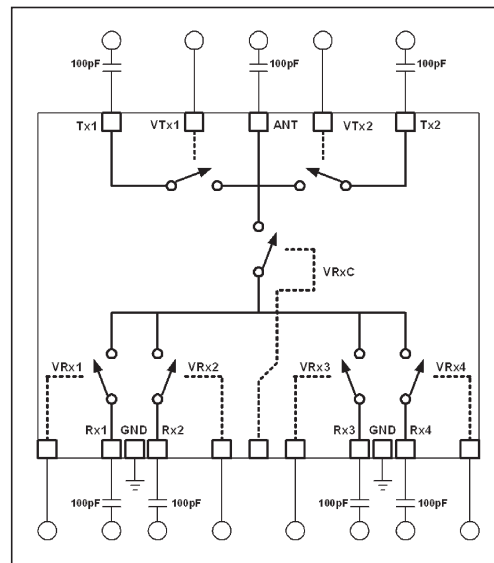 100pF 100pF 100pF
Tx1 VTx1 ANT VTx2 Tx2
VRxC
VRx1 VRx2 VRx3 VRx4
Rx1 GND Rx2 Rx3 GND Rx4
100pF 100pF 100pF 100pF